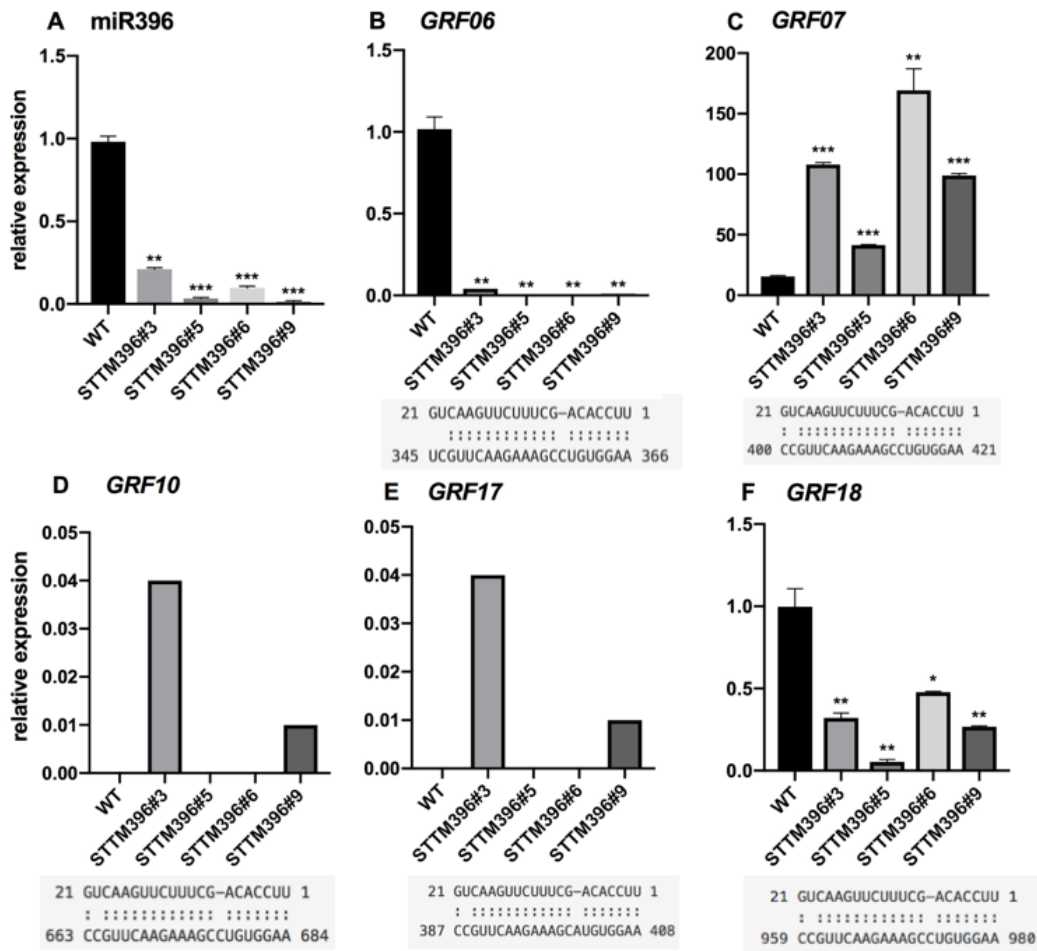 A miR396
relative expression
1.5
1.0
0.5
0.0
WT
STTM396#3
STTM396#5
STTM396#6
STTM396#9
**
***
***
***
B GRF06
1.5
1.0
0.5
0.0
WT
STTM396#3
STTM396#5
STTM396#6
STTM396#9
**
**
**
**
21 GUCAAGUUCUUUCG-ACACCUU 1
:::::::::::: :::::::
345 UCGUUCAAGAAAGCCUGUGGAA 366
C GRF07
200
150
100
50
0
WT
STTM396#3
STTM396#5
STTM396#6
STTM396#9
***
***
**
***
21 GUCAAGUUCUUUCG-ACACCUU 1
: :::::::::::: :::::::
400 CCGUUCAAGAAAGCCUGUGGAA 421
D GRF10
relative expression
0.05
0.04
0.03
0.02
0.01
0.00
WT
STTM396#3
STTM396#5
STTM396#6
STTM396#9
21 GUCAAGUUCUUUCG-ACACCUU 1
: :::::::::::: :::::::
663 CCGUUCAAGAAAGCCUGUGGAA 684
E GRF17
0.05
0.04
0.03
0.02
0.01
0.00
WT
STTM396#3
STTM396#5
STTM396#6
STTM396#9
21 GUCAAGUUCUUUCG-ACACCUU 1
: :::::::::::: :::::::
387 CCGUUCAAGAAAGCAUGUGGAA 408
F GRF18
1.5
1.0
0.5
0.0
WT
STTM396#3
STTM396#5
STTM396#6
STTM396#9
**
**
*
**
21 GUCAAGUUCUUUCG-ACACCUU 1
: :::::::::::: :::::::
959 CCGUUCAAGAAAGCCUGUGGAA 980